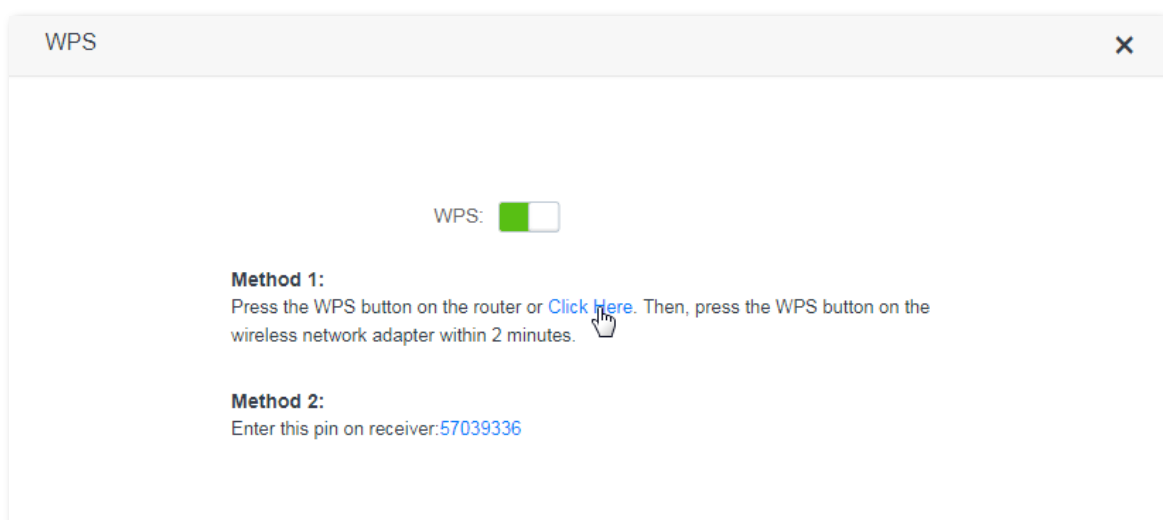 WPS
WPS:
Method 1:
Press the WPS button on the router or Click Here. Then, press the WPS button on the
wireless network adapter within 2 minutes.
Method 2:
Enter this pin on receiver:57039336